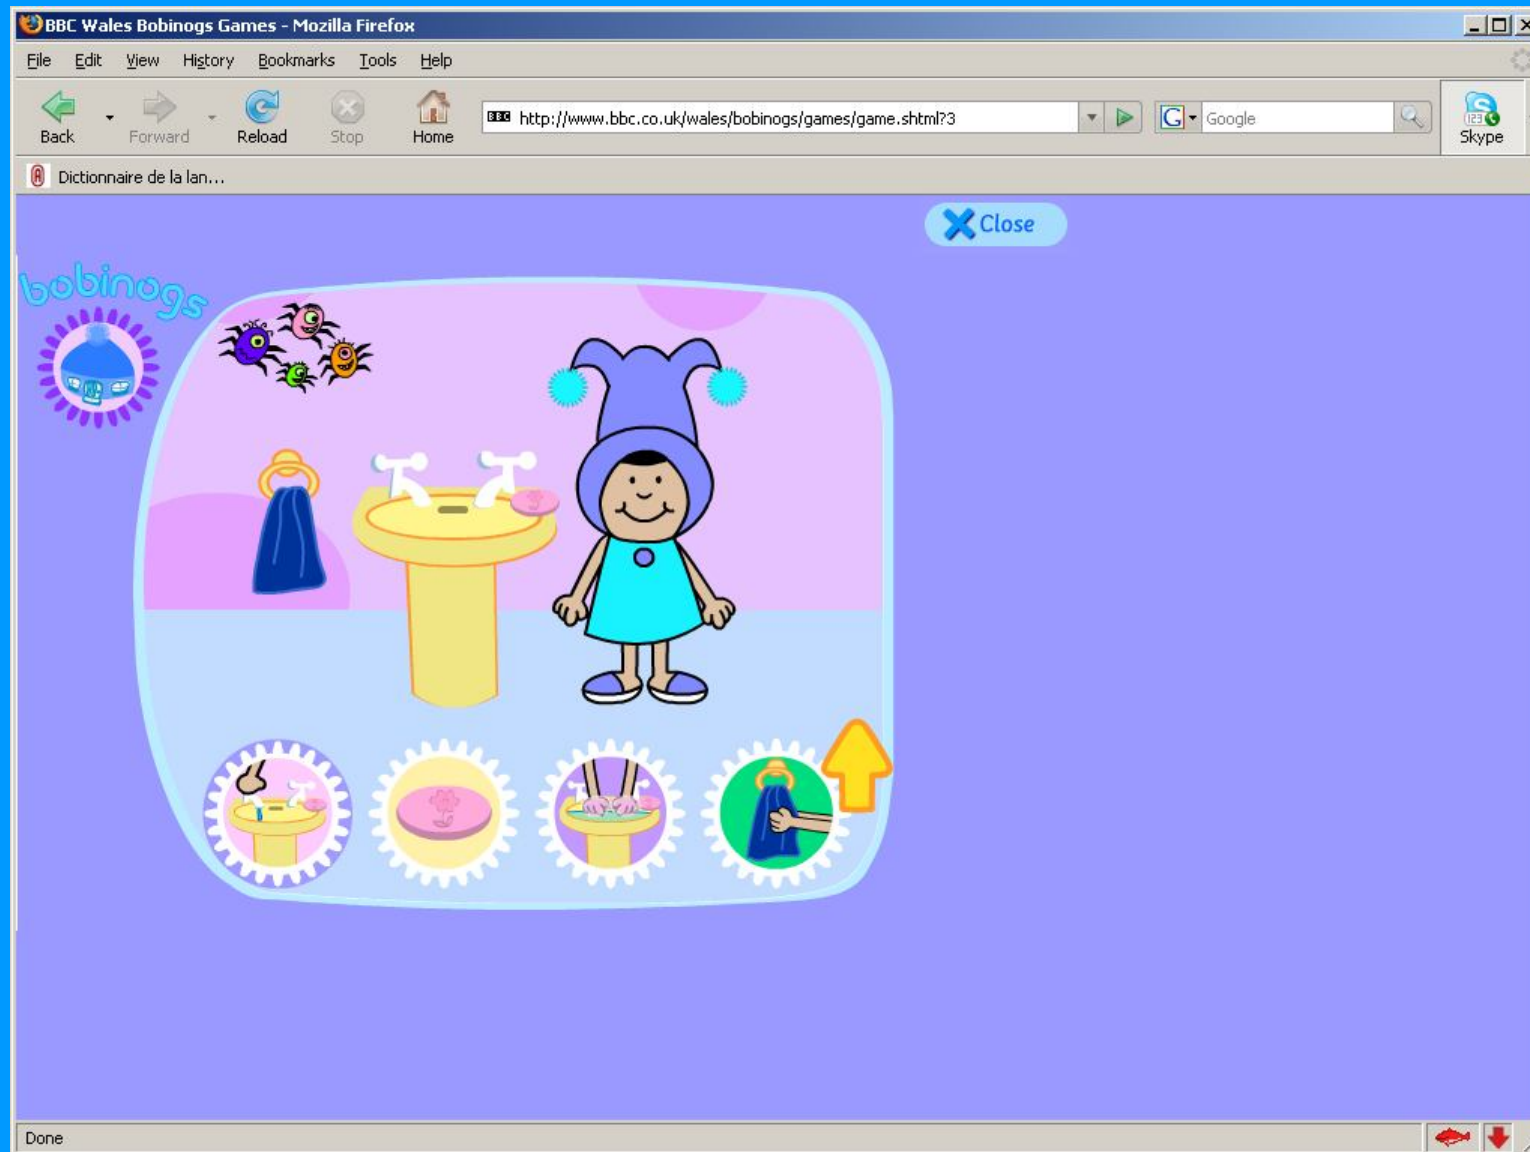 BBC Wales Bobinogs Games - Mozilla Firefox
File Edit View History Bookmarks Tools Help
Back Forward Reload Stop Home http://www.bbc.co.uk/wales/bobinogs/games/game.shtml?3 G Google Skype
Dictionnaire de la lan...
Close
bobinogs
Done